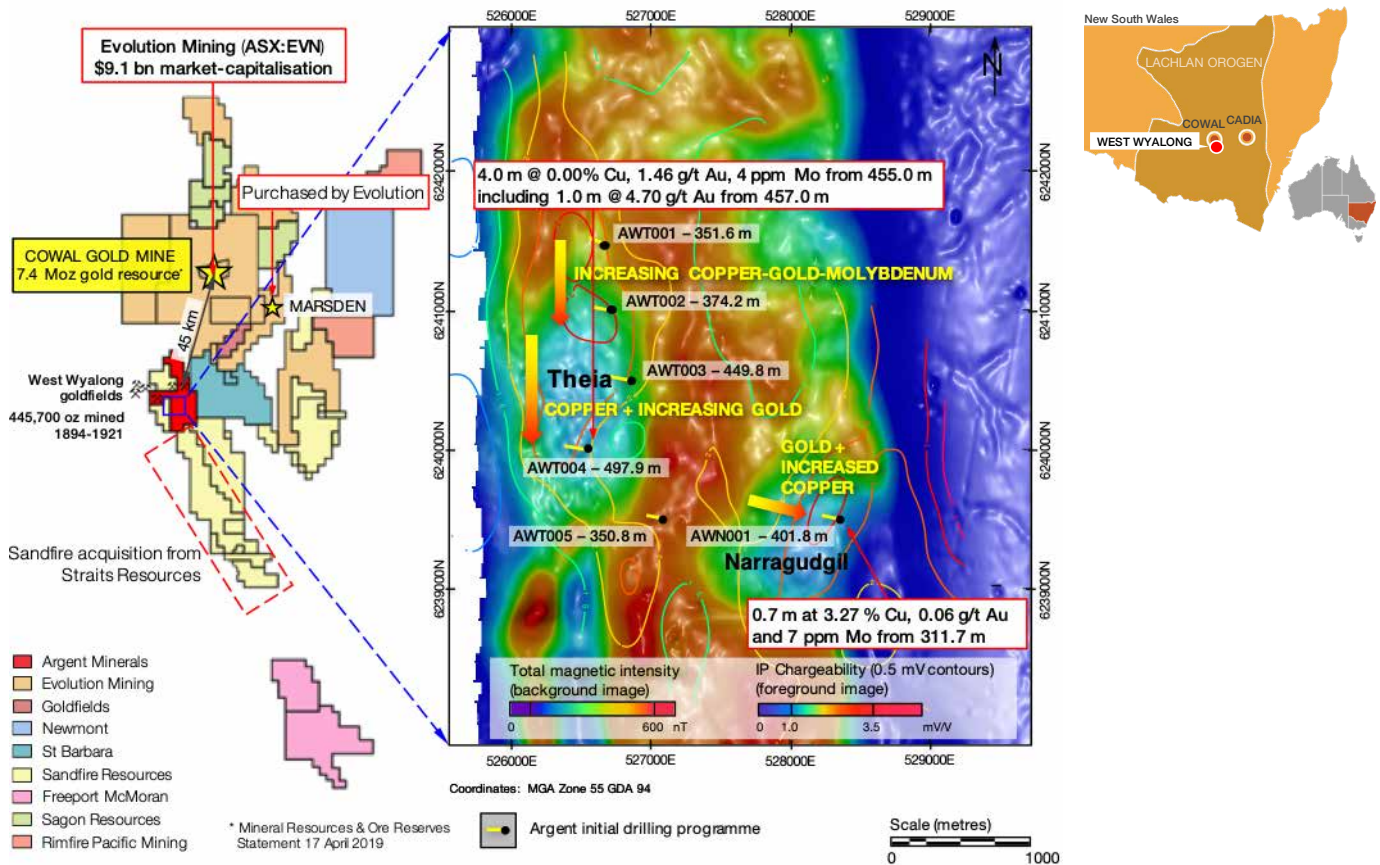 Evolution Mining (ASX:EVN)
$9.1 bn market-capitalisation
Purchased by Evolution
COWAL GOLD MINE
7.4 Moz gold resource*
MARSDEN
45 km
West Wyalong
goldfields
445,700 oz mined
1894-1921
Sandfire acquisition from
Straits Resources
Argent Minerals
Evolution Mining
Goldfields
Newmont
St Barbara
Sandfire Resources
Freeport McMoran
Sagon Resources
Rimfire Pacific Mining
* Mineral Resources & Ore Reserves
Statement 17 April 2019
526000E 527000E 528000E 529000E
N
6242000N
6241000N
6240000N
6239000N
4.0 m @ 0.00% Cu, 1.46 g/t Au, 4 ppm Mo from 455.0 m
including 1.0 m @ 4.70 g/t Au from 457.0 m
AWT001 – 351.6 m
INCREASING COPPER-GOLD-MOLYBDENUM
AWT002 – 374.2 m
AWT003 – 449.8 m
Theia
COPPER + INCREASING GOLD
AWT004 – 497.9 m
GOLD +
INCREASED
COPPER
AWT005 – 350.8 m
AWN001 – 401.8 m
Narragudgil
0.7 m at 3.27 % Cu, 0.06 g/t Au
and 7 ppm Mo from 311.7 m
Total magnetic intensity
(background image)
0 600 nT
IP Chargeability (0.5 mV contours)
(foreground image)
0 1.0 3.5 mV/V
6242000N
6241000N
6240000N
6239000N
526000E 527000E 528000E 529000E
Coordinates: MGA Zone 55 GDA 94
Argent initial drilling programme
Scale (metres)
0 1000
New South Wales
LACHLAN OROGEN
COWAL CADIA
WEST WYALONG